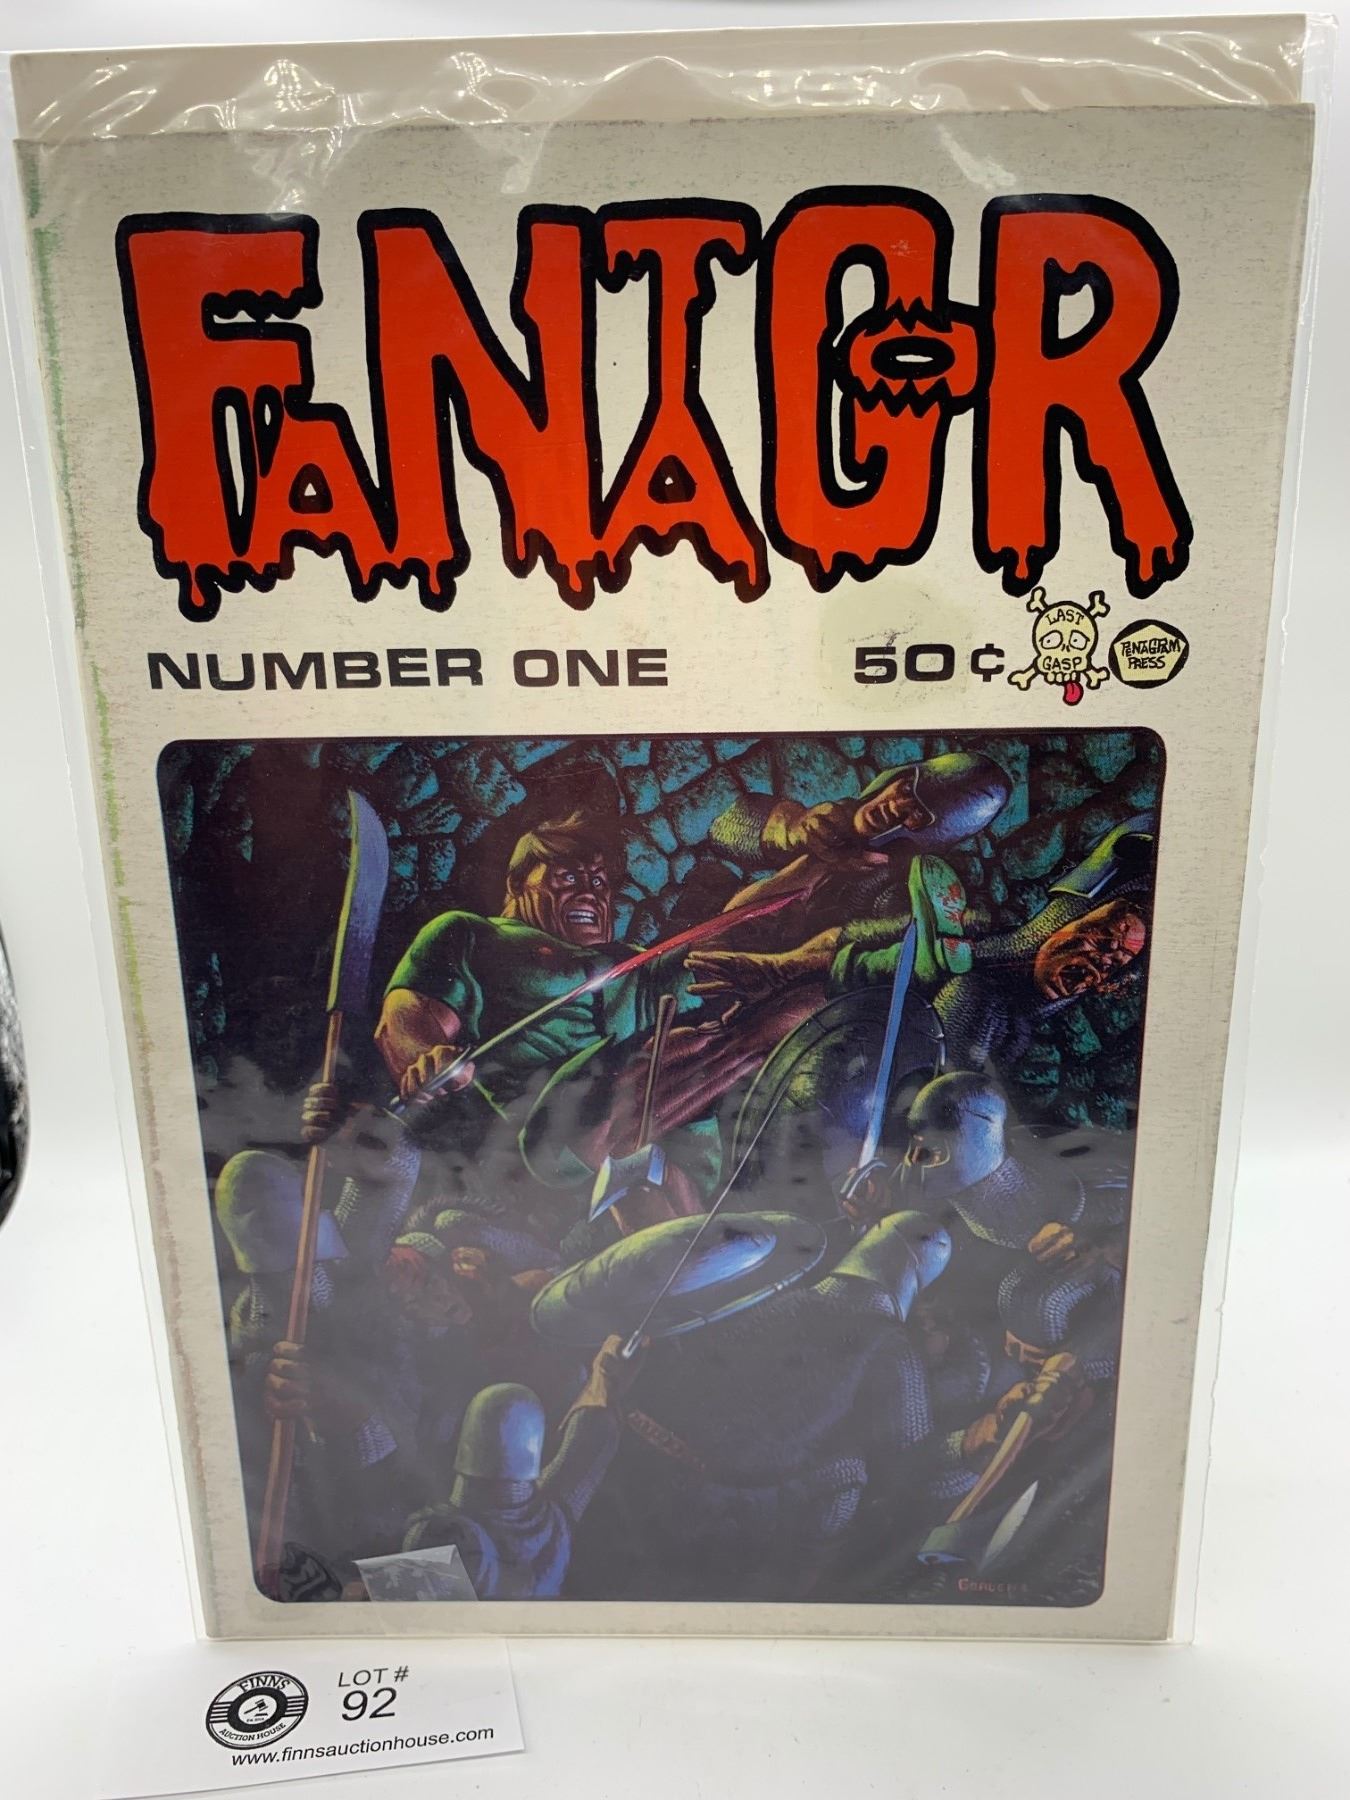 FANTAGOR
NUMBER ONE
50¢
LAST
GASP
PENTAGRAM
PRESS
CORBEN
FINNS
AUCTION HOUSE
LOT #
92
www.finnsauctionhouse.com